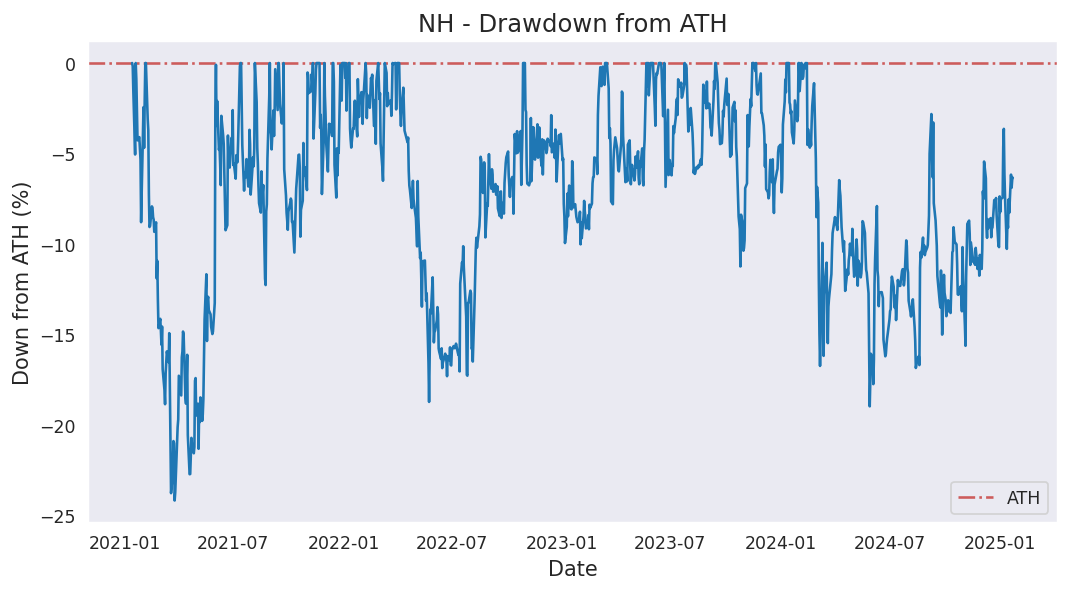 NH - Drawdown from ATH
Down from ATH (%)
0
−5
−10
−15
−20
−25
ATH
2021-01 2021-07 2022-01 2022-07 2023-01 2023-07 2024-01 2024-07 2025-01
Date